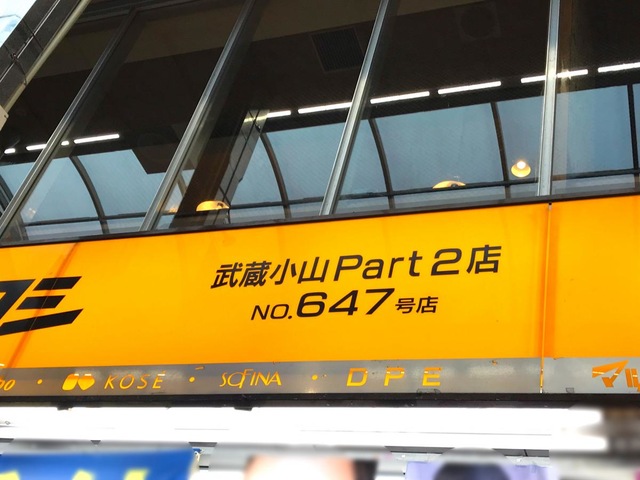 武蔵小山Part2店
NO.647号店
・ KOSE ・ SOFINA ・ DPE